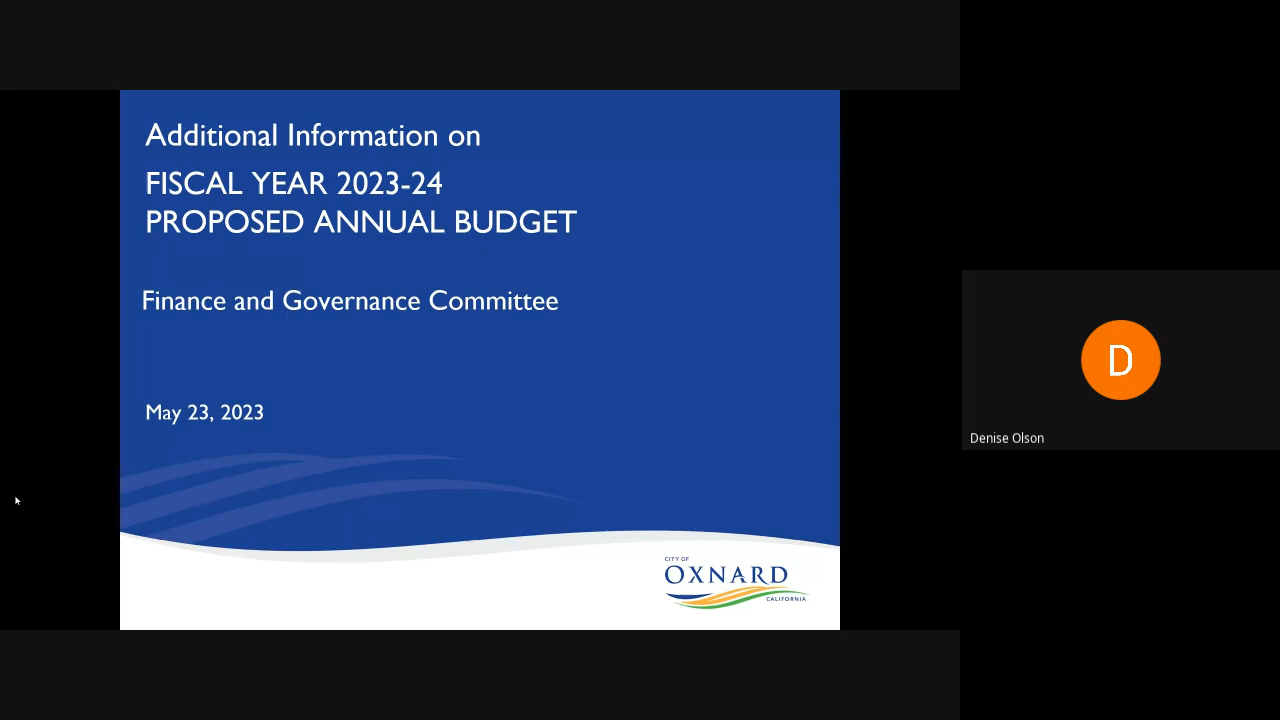 Additional Information on
FISCAL YEAR 2023-24
PROPOSED ANNUAL BUDGET
Finance and Governance Committee
May 23, 2023
CITY OF
OXNARD
CALIFORNIA
D
Denise Olson